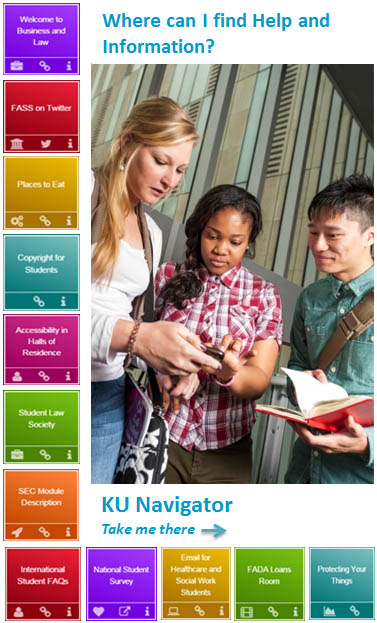 Where can I find Help and
Information?
Welcome to
Business and
Law
FASS on Twitter
Places to Eat
Copyright for
Students
Accessibility in
Halls of
Residence
Student Law
Society
SEC Module
Description
KU Navigator
Take me there
International
Student FAQs
National Student
Survey
Email for
Healthcare and
Social Work
Students
FADA Loans
Room
Protecting Your
Things